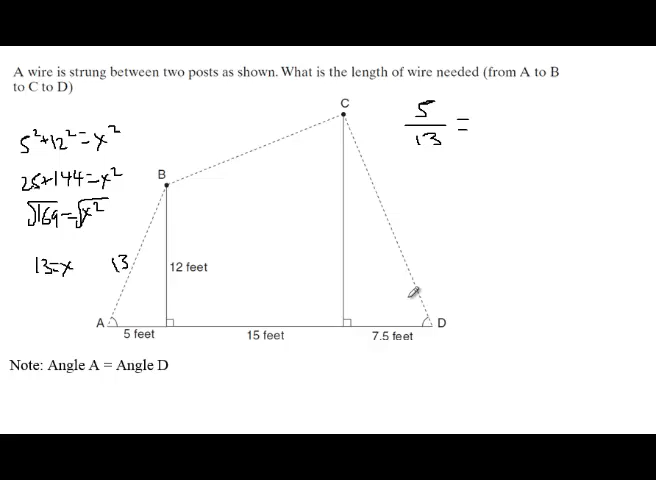 A wire is strung between two posts as shown. What is the length of wire needed (from A to B
to C to D)
C
5/13 =
5²+12²=x²
25+144=x²
B
√169=√x²
12 feet
13=x
13
A
D
5 feet
15 feet
7.5 feet
Note: Angle A = Angle D